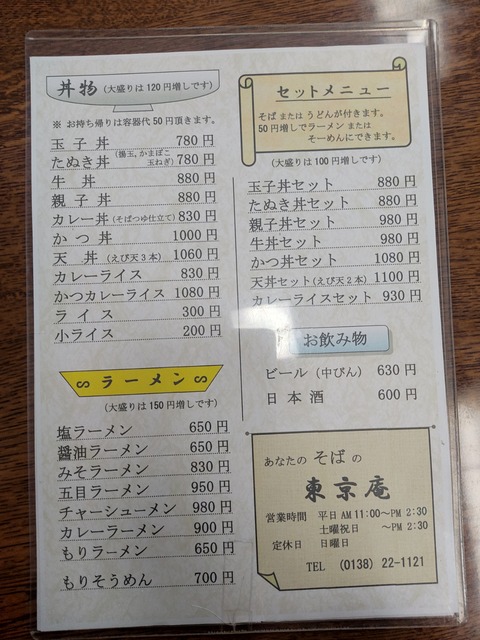 丼物 (大盛りは120円増しです)
※ お持ち帰りは容器代50円頂きます。
玉子丼 780円
たぬき丼 (揚玉、かまぼこ 玉ねぎ) 780円
牛丼 880円
親子丼 880円
カレー丼 (そばつゆ仕立て) 830円
かつ丼 1000円
天丼 (えび天3本) 1060円
カレーライス 830円
かつカレーライス 1080円
ライス 300円
小ライス 200円
ラーメン
(大盛りは150円増しです)
塩ラーメン 650円
醤油ラーメン 650円
みそラーメン 830円
五目ラーメン 950円
チャーシューメン 980円
カレーラーメン 900円
もりラーメン 650円
もりそうめん 700円
セットメニュー
そば または うどんが付きます。
50円増しでラーメン または
そーめんにできます。
(大盛りは100円増しです)
玉子丼セット 880円
たぬき丼セット 880円
親子丼セット 980円
牛丼セット 980円
かつ丼セット 1080円
天丼セット(えび天2本) 1100円
カレーライスセット 930円
お飲み物
ビール (中びん) 630円
日本酒 600円
あなたの そば の
東京庵
営業時間 平日 AM 11:00〜PM 2:30
土曜祝日 〜PM 2:30
定休日 日曜日
TEL (0138) 22-1121